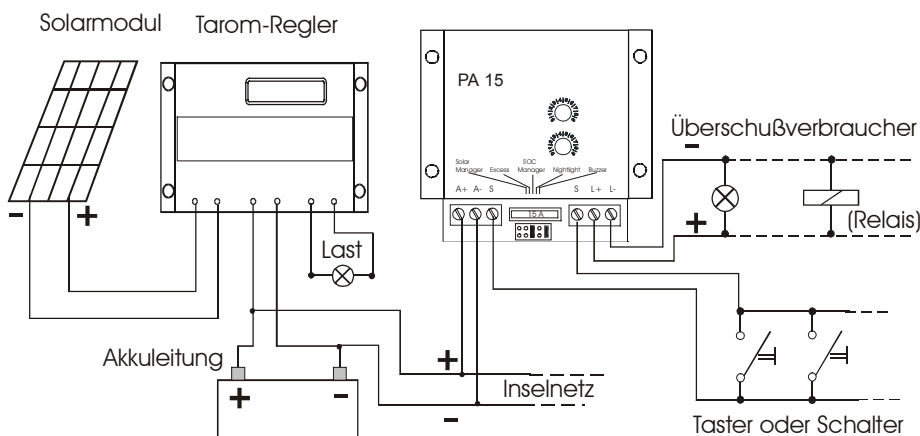 Solarmodul
Tarom-Regler
PA 15
Überschußverbraucher
Solar
Manager
Excess
SOC
Manager
Nightlight
Buzzer
A+ A- S
S L+ L-
15 A
- +
-
+
(Relais)
Last
Akkuleitung
+ -
+
Inselnetz
-
Taster oder Schalter